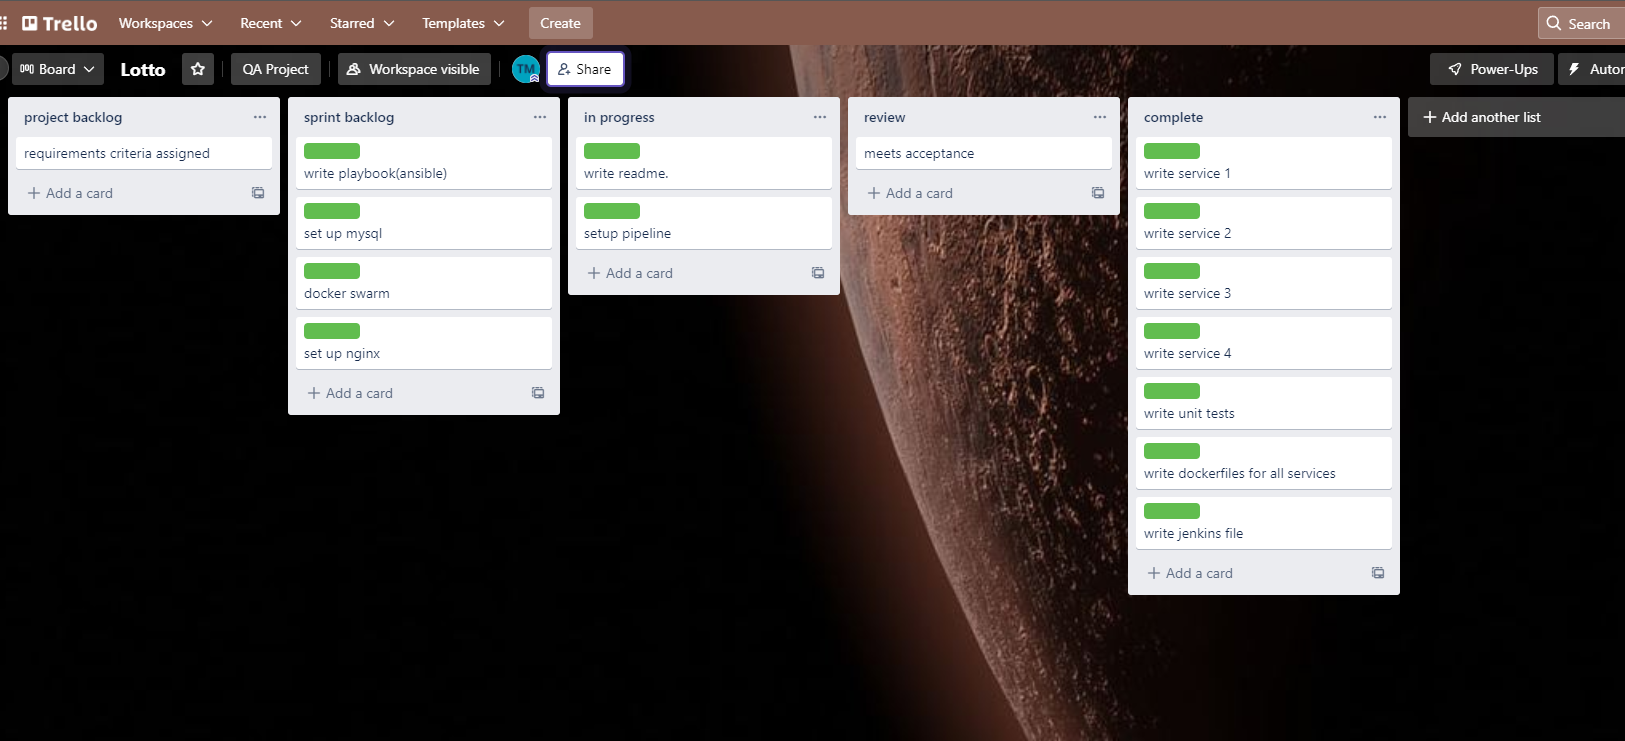 Trello
Workspaces
Recent
Starred
Templates
Create
Search
Board
Lotto
QA Project
Workspace visible
TM
Share
Power-Ups
project backlog
requirements criteria assigned
Add a card
sprint backlog
write playbook(ansible)
set up mysql
docker swarm
set up nginx
Add a card
in progress
write readme.
setup pipeline
Add a card
review
meets acceptance
Add a card
complete
write service 1
write service 2
write service 3
write service 4
write unit tests
write dockerfiles for all services
write jenkins file
Add a card
Add another list